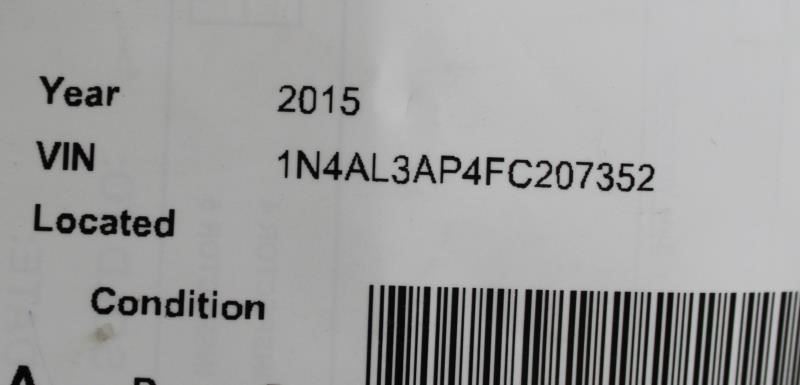 Year 2015
VIN 1N4AL3AP4FC207352
Located
Condition